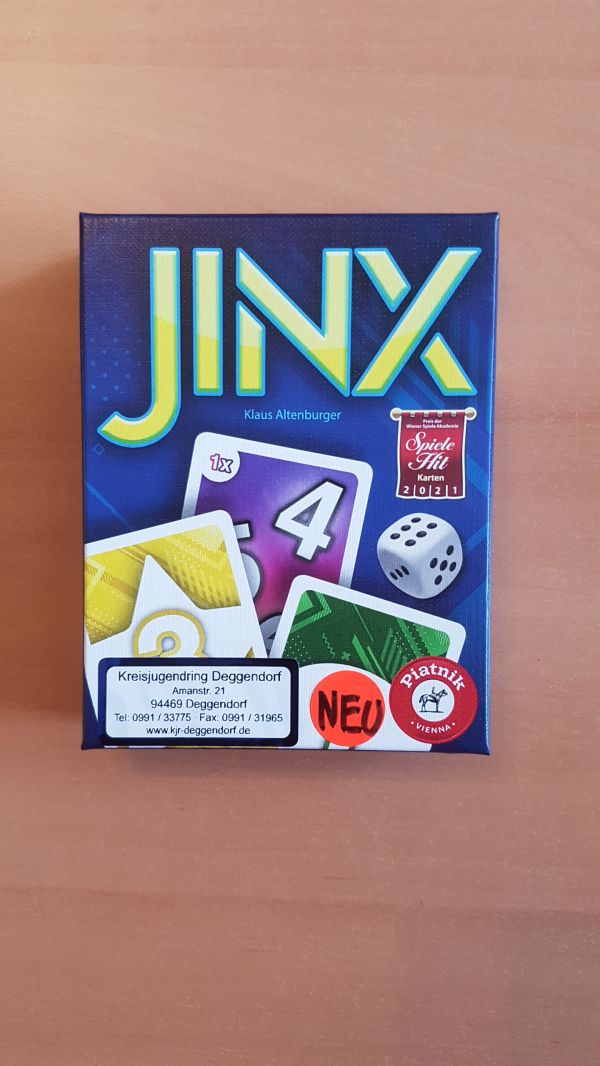 JINX
Klaus Altenburger
Preis der
Wiener Spiele Akademie
Spiele
Hit
Karten
2021
1x
4
Kreisjugendring Deggendorf
Amanstr. 21
94469 Deggendorf
Tel: 0991 / 33775 · Fax: 0991 / 31965
www.kjr-deggendorf.de
NEU
Piatnik
· VIENNA ·